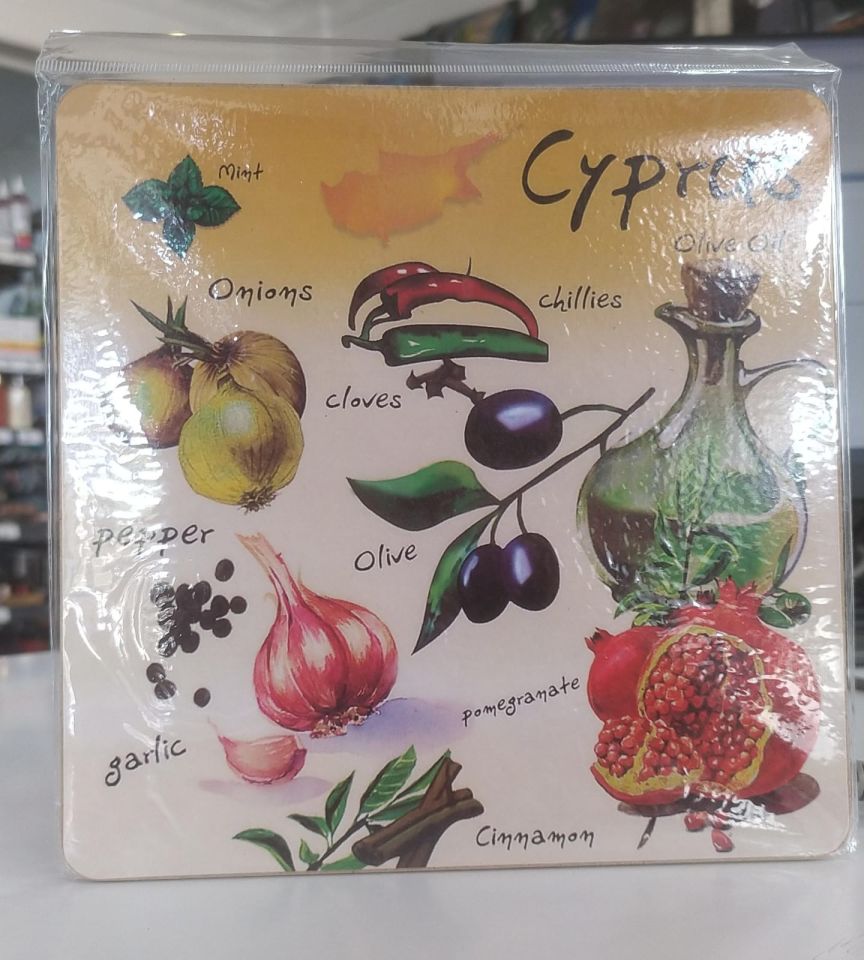 Cyprus
Mint
Olive Oil
Onions
chillies
cloves
pepper
Olive
pomegranate
garlic
Cinnamon